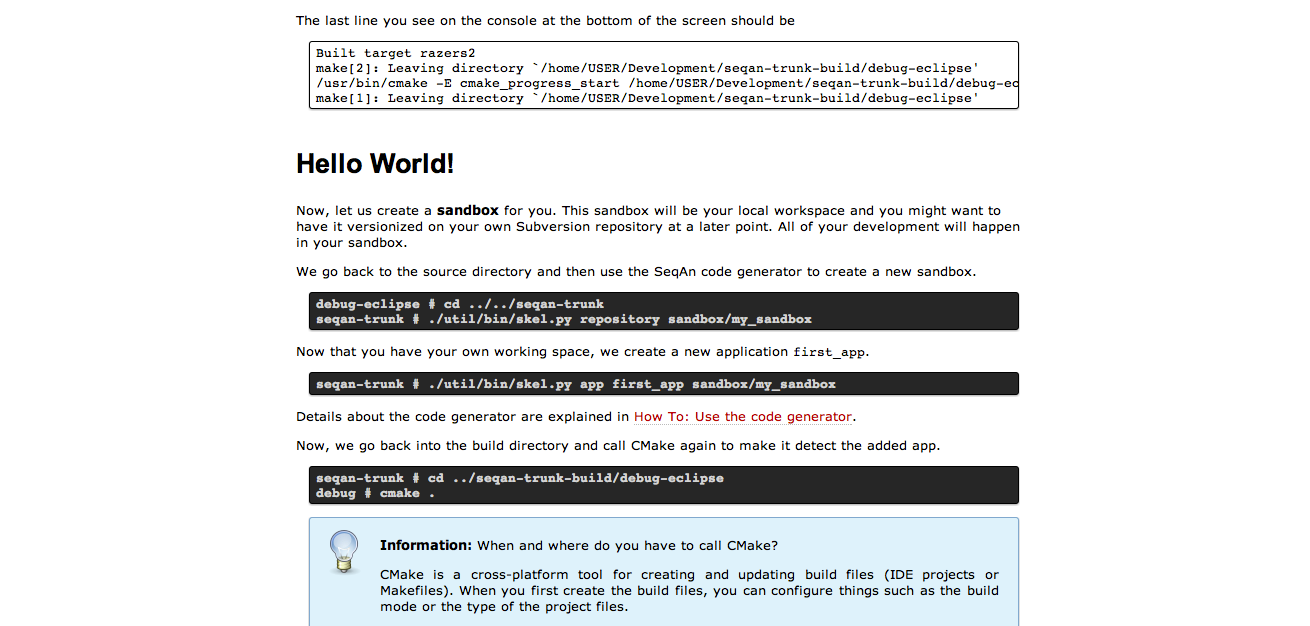 The last line you see on the console at the bottom of the screen should be
Built target razers2
make[2]: Leaving directory `/home/USER/Development/seqan-trunk-build/debug-eclipse'
/usr/bin/cmake -E cmake_progress_start /home/USER/Development/seqan-trunk-build/debug-ec
make[1]: Leaving directory `/home/USER/Development/seqan-trunk-build/debug-eclipse'
Hello World!
Now, let us create a sandbox for you. This sandbox will be your local workspace and you might want to
have it versionized on your own Subversion repository at a later point. All of your development will happen
in your sandbox.
We go back to the source directory and then use the SeqAn code generator to create a new sandbox.
debug-eclipse # cd ../../seqan-trunk
seqan-trunk # ./util/bin/skel.py repository sandbox/my_sandbox
Now that you have your own working space, we create a new application first_app.
seqan-trunk # ./util/bin/skel.py app first_app sandbox/my_sandbox
Details about the code generator are explained in How To: Use the code generator.
Now, we go back into the build directory and call CMake again to make it detect the added app.
seqan-trunk # cd ../seqan-trunk-build/debug-eclipse
debug # cmake .
Information: When and where do you have to call CMake?
CMake is a cross-platform tool for creating and updating build files (IDE projects or
Makefiles). When you first create the build files, you can configure things such as the build
mode or the type of the project files.